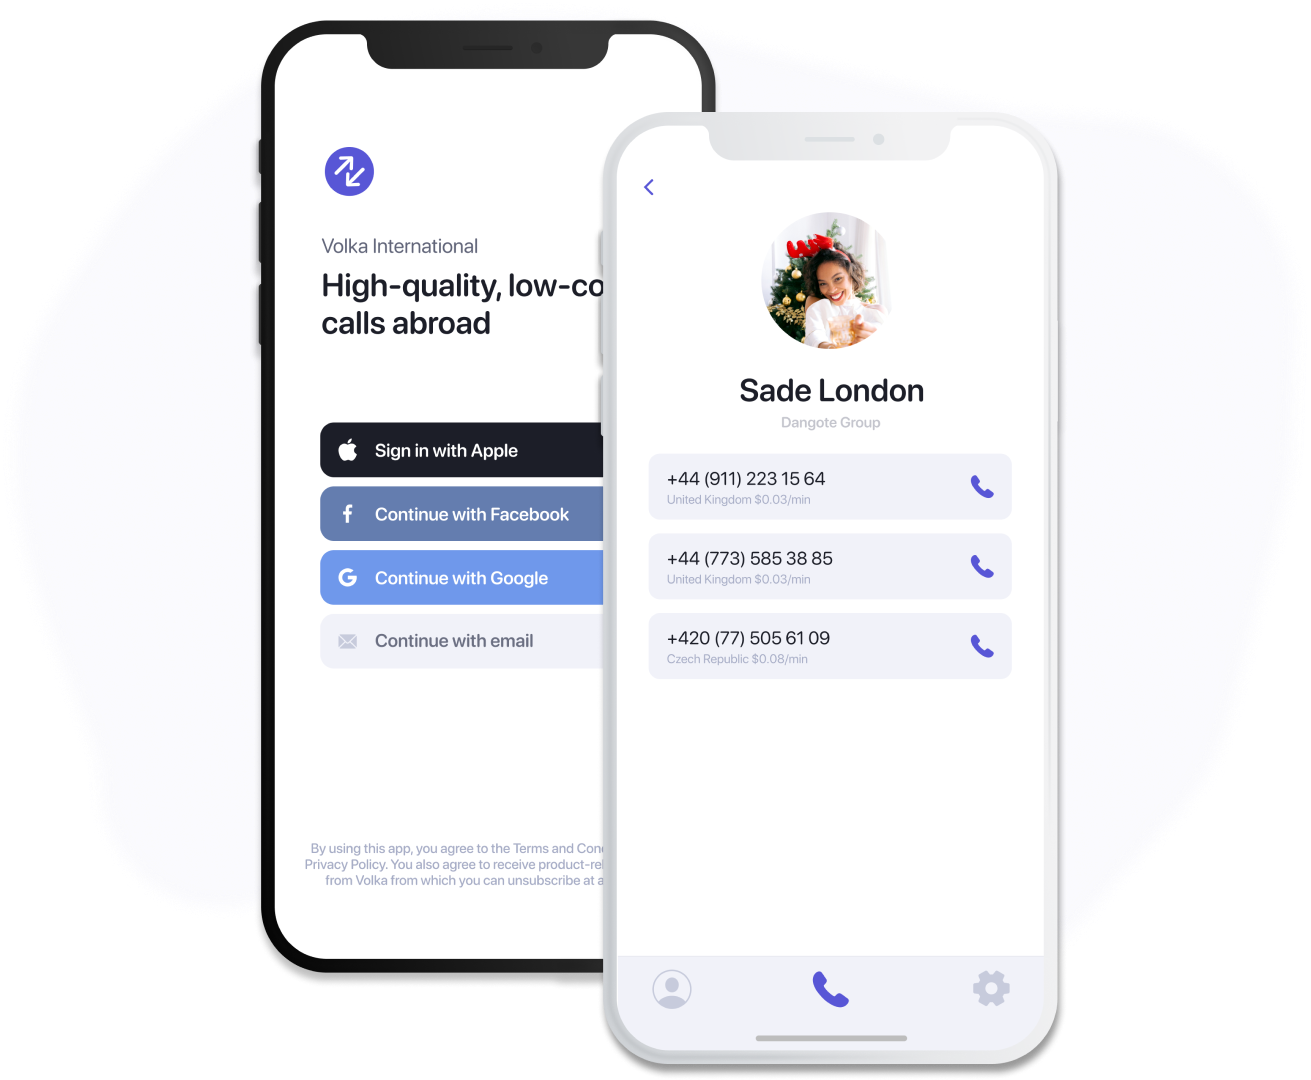 Volka International
High-quality, low-co
calls abroad
Sign in with Apple
Continue with Facebook
Continue with Google
Continue with email
By using this app, you agree to the Terms and Con
Privacy Policy. You also agree to receive product-re
from Volka from which you can unsubscribe at a
Sade London
Dangote Group
+44 (911) 223 15 64
United Kingdom $0.03/min
+44 (773) 585 38 85
United Kingdom $0.03/min
+420 (77) 505 61 09
Czech Republic $0.08/min